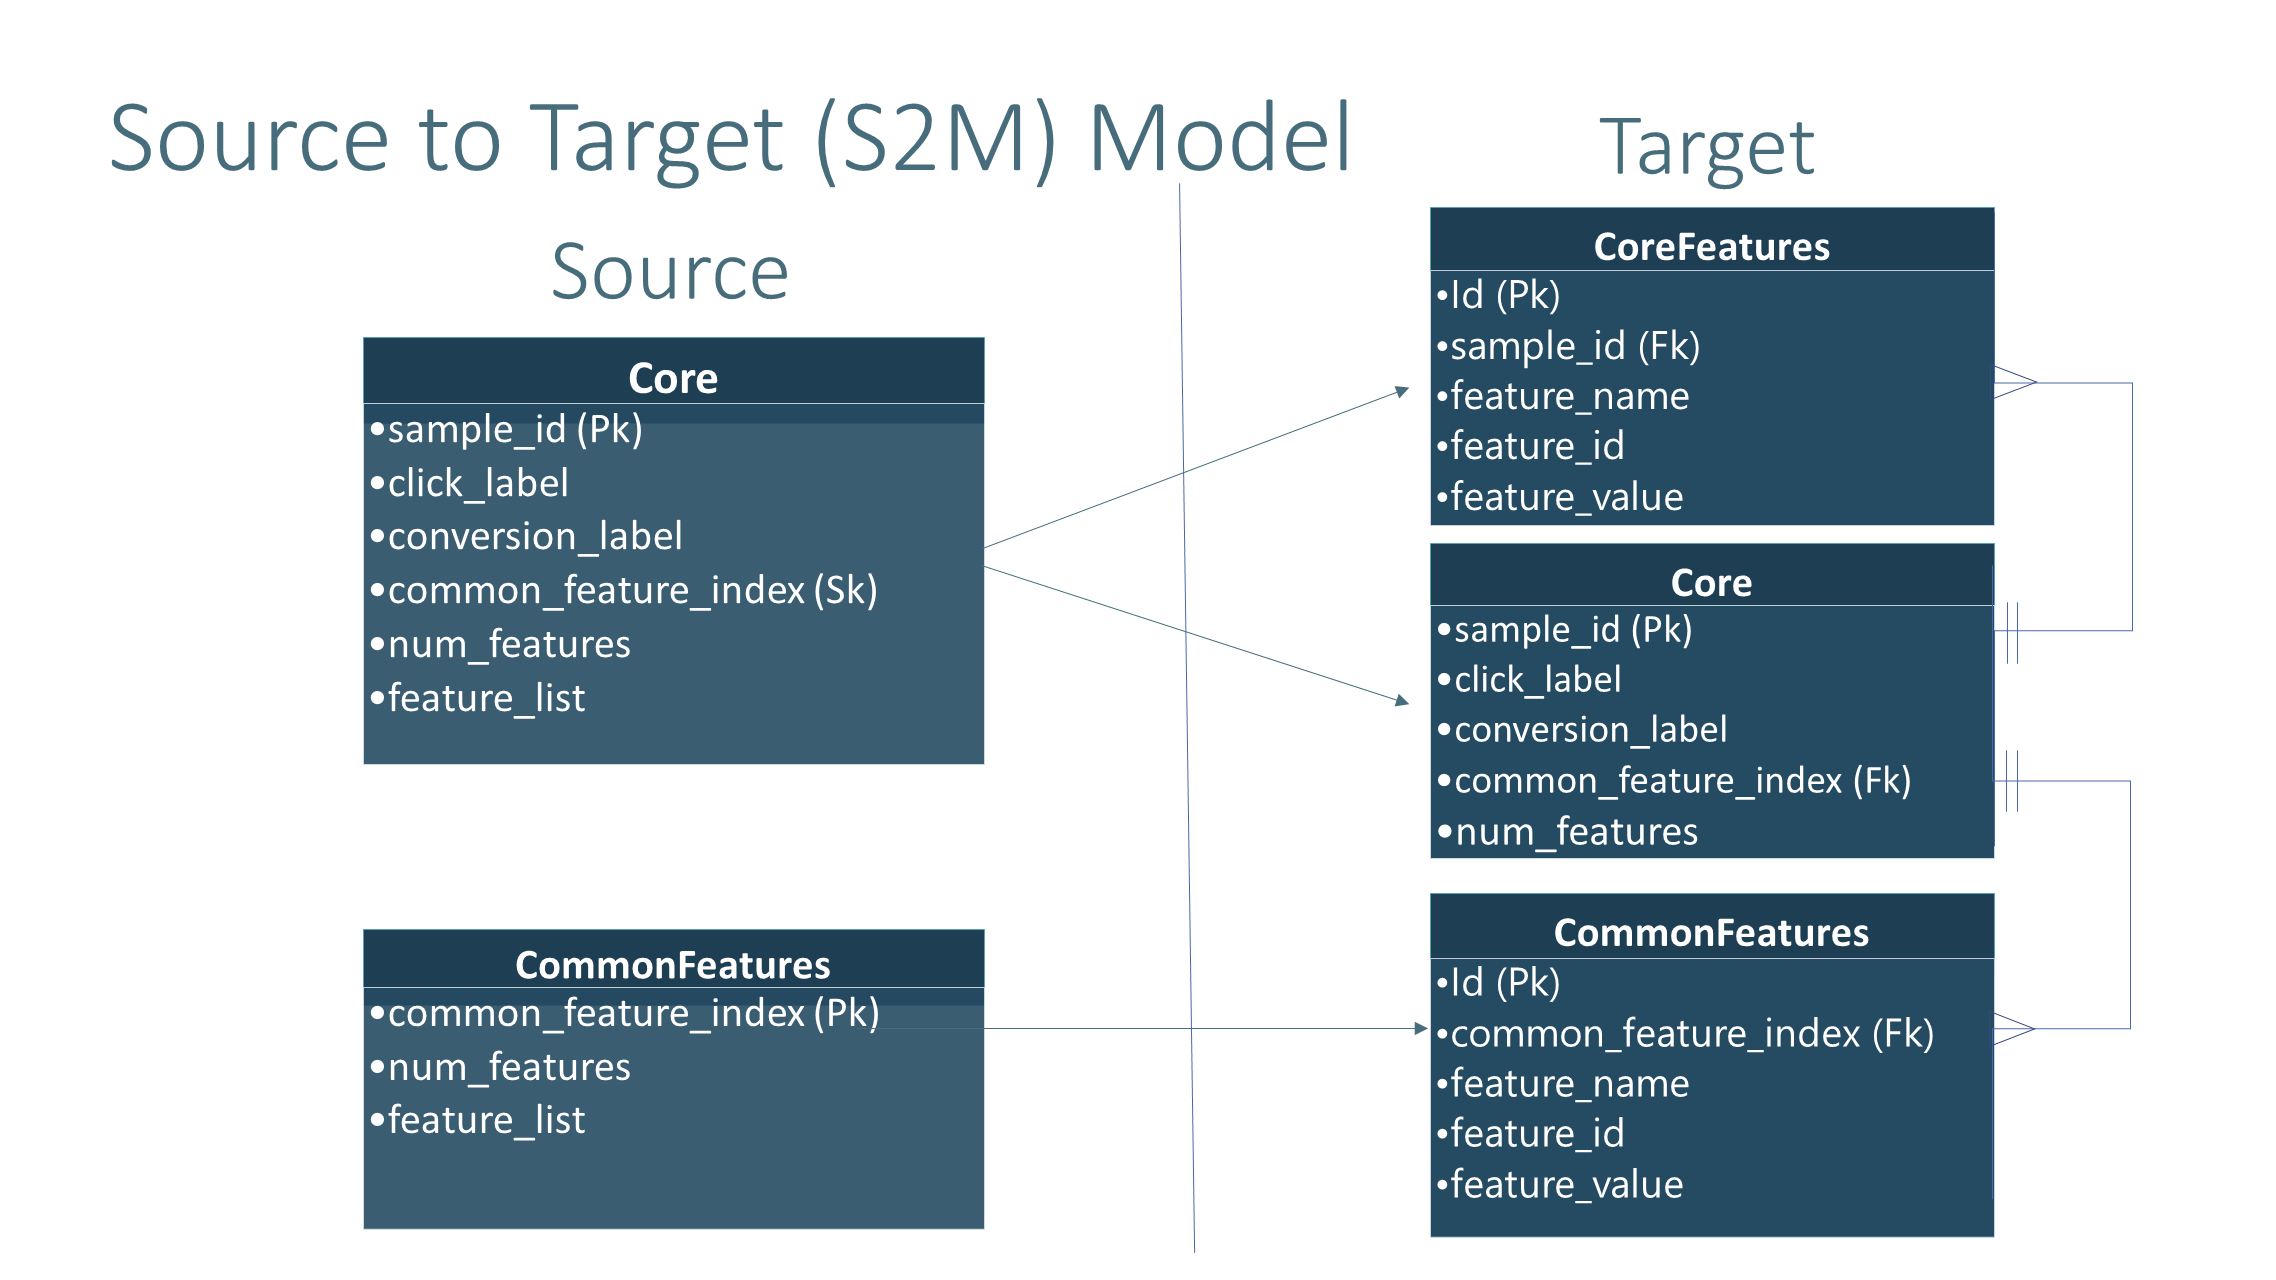 Source to Target (S2M) Model
Source
Core
•sample_id (Pk)
•click_label
•conversion_label
•common_feature_index (Sk)
•num_features
•feature_list
CommonFeatures
•common_feature_index (Pk)
•num_features
•feature_list
Target
CoreFeatures
•Id (Pk)
•sample_id (Fk)
•feature_name
•feature_id
•feature_value
Core
•sample_id (Pk)
•click_label
•conversion_label
•common_feature_index (Fk)
•num_features
CommonFeatures
•Id (Pk)
•common_feature_index (Fk)
•feature_name
•feature_id
•feature_value